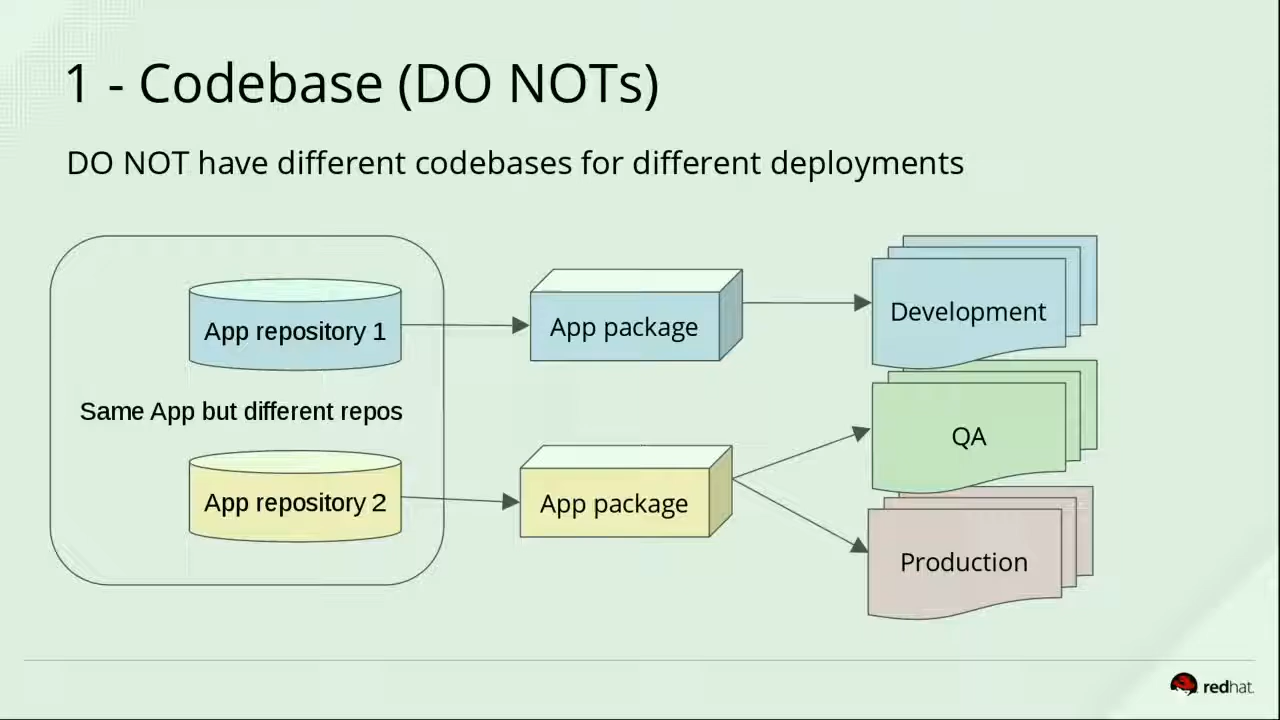 1 - Codebase (DO NOTs)
DO NOT have different codebases for different deployments
App repository 1
App package
Development
Same App but different repos
QA
App repository 2
App package
Production
redhat.